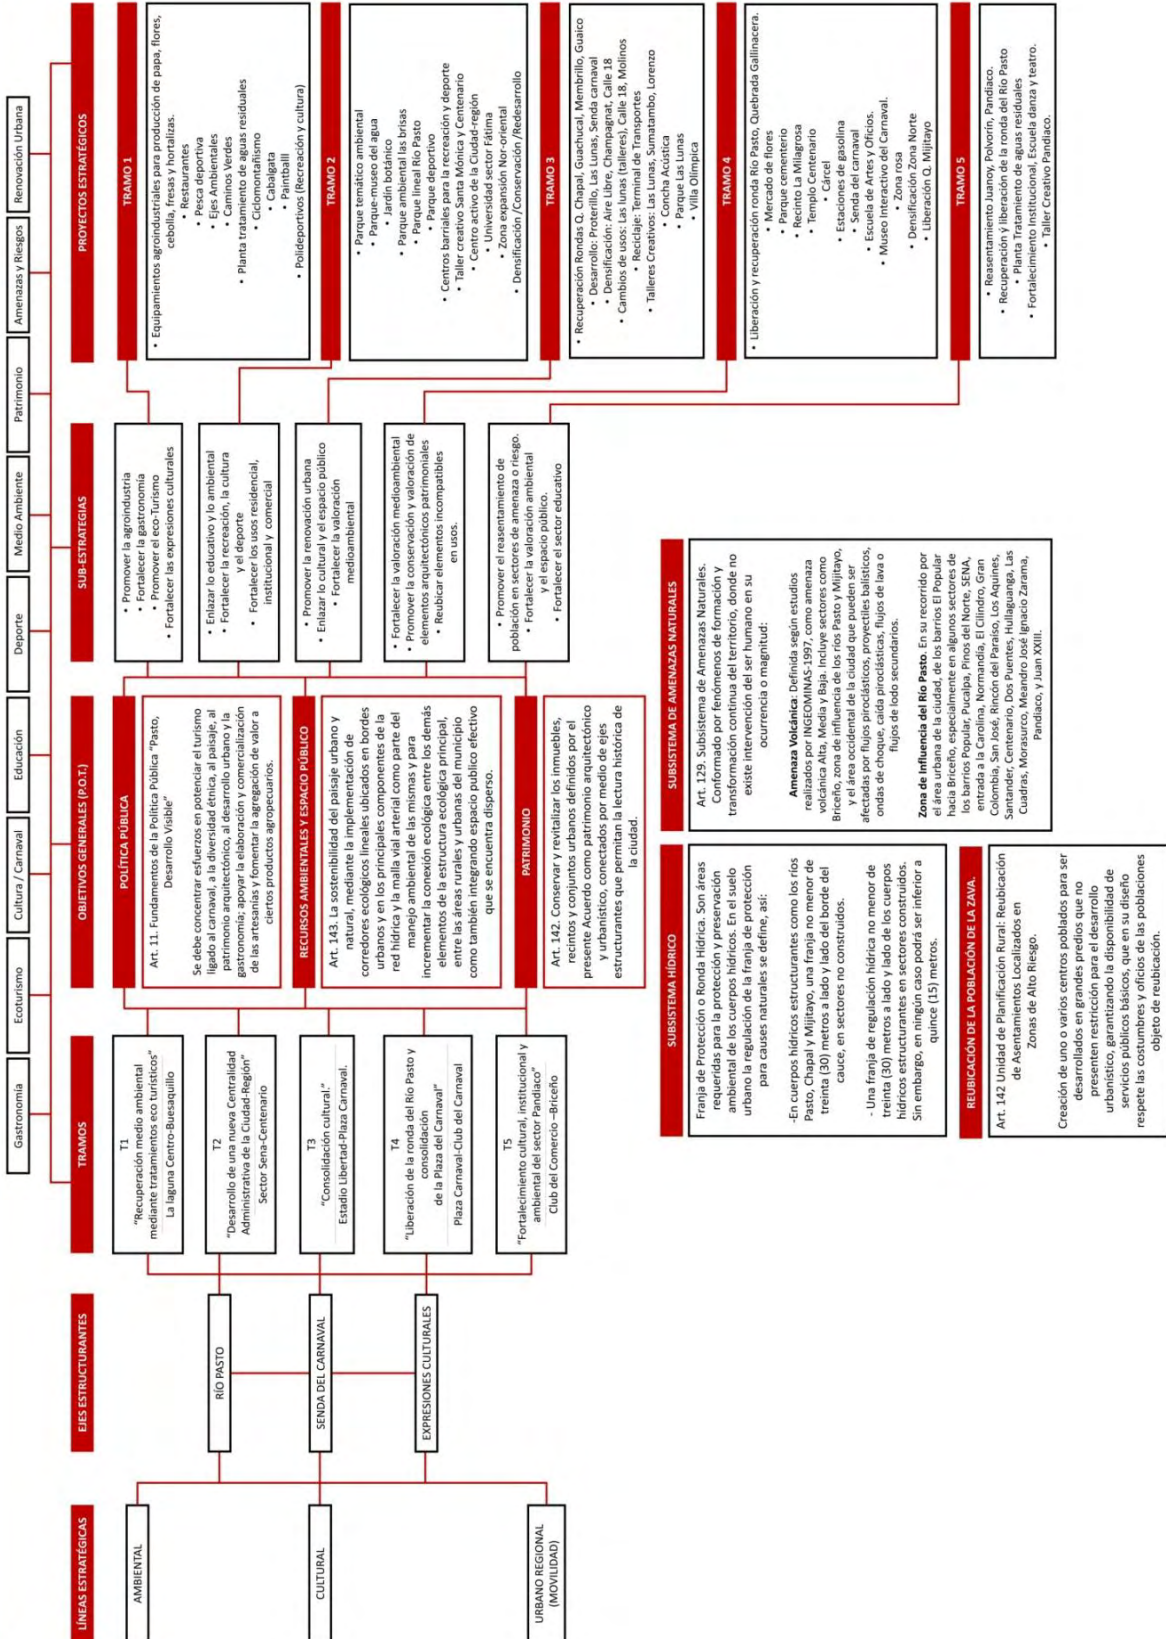 Gastronomía
Ecoturismo
Cultura / Carnaval
Educación
Deporte
Medio Ambiente
Patrimonio
Amenazas y Riesgos
Renovación Urbana
LÍNEAS ESTRATÉGICAS
AMBIENTAL
CULTURAL
URBANO REGIONAL
(MOVILIDAD)
EJES ESTRUCTURANTES
RÍO PASTO
SENDA DEL CARNAVAL
EXPRESIONES CULTURALES
TRAMOS
T1
“Recuperación medio ambiental
mediante tratamientos eco turísticos”
La laguna Centro-Buesaquillo
T2
“Desarrollo de una nueva Centralidad
Administrativa de la Ciudad-Región”
Sector Sena-Centenario
T3
“Consolidación cultural.”
Estadio Libertad-Plaza Carnaval.
T4
“Liberación de la ronda del Río Pasto y
consolidación
de la Plaza del Carnaval”
Plaza Carnaval-Club del Carnaval
T5
“Fortalecimiento cultural, institucional y
ambiental del sector Pandiaco”
Club del Comercio –Briceño
OBJETIVOS GENERALES (P.O.T.)
POLÍTICA PÚBLICA
Art. 11. Fundamentos de la Política Pública “Pasto,
Desarrollo Visible”
Se debe concentrar esfuerzos en potenciar el turismo
ligado al carnaval, a la diversidad étnica, al paisaje, al
patrimonio arquitectónico, al desarrollo urbano y la
gastronomía; apoyar la elaboración y comercialización
de las artesanías y fomentar la agregación de valor a
ciertos productos agropecuarios.
RECURSOS AMBIENTALES Y ESPACIO PÚBLICO
Art. 143. La sostenibilidad del paisaje urbano y
natural, mediante la implementación de
corredores ecológicos lineales ubicados en bordes
urbanos y en los principales componentes de la
red hídrica y la malla vial arterial como parte del
manejo ambiental de las mismas y para
incrementar la conexión ecológica entre los demás
elementos de la estructura ecológica principal,
entre las áreas rurales y urbanas del municipio
como también integrando espacio publico efectivo
que se encuentra disperso.
PATRIMONIO
Art. 142. Conservar y revitalizar los inmuebles,
recintos y conjuntos urbanos definidos por el
presente Acuerdo como patrimonio arquitectónico
y urbanístico, conectados por medio de ejes
estructurantes que permitan la lectura histórica de
la ciudad.
SUB-ESTRATEGIAS
• Promover la agroindustria
• Fortalecer la gastronomía
• Promover el eco-Turismo
• Fortalecer las expresiones culturales
• Enlazar lo educativo y lo ambiental
• Fortalecer la recreación, la cultura
y el deporte
• Fortalecer los usos residencial,
institucional y comercial
• Promover la renovación urbana
• Enlazar lo cultural y el espacio público
• Fortalecer la valoración
medioambiental
• Fortalecer la valoración medioambiental
• Promover la conservación y valoración de
elementos arquitectónicos patrimoniales
• Reubicar elementos incompatibles
en usos.
• Promover el reasentamiento de
población en sectores de amenaza o riesgo.
• Fortalecer la valoración ambiental
y el espacio público.
• Fortalecer el sector educativo
PROYECTOS ESTRATÉGICOS
TRAMO 1
• Equipamientos agroindustriales para producción de papa, flores,
cebolla, fresas y hortalizas.
• Restaurantes
• Pesca deportiva
• Ejes Ambientales
• Caminos Verdes
• Planta tratamiento de aguas residuales
• Ciclomontañismo
• Cabalgata
• Paintballl
• Polideportivos (Recreación y cultura)
TRAMO 2
• Parque temático ambiental
• Parque-museo del agua
• Jardín botánico
• Parque ambiental las brisas
• Parque lineal Río Pasto
• Parque deportivo
• Centros barriales para la recreación y deporte
• Taller creativo Santa Mónica y Centenario
• Centro activo de la Ciudad-región
• Universidad sector Fátima
• Zona expansión Nor-oriental
• Densificación /Conservación /Redesarrollo
TRAMO 3
• Recuperación Rondas Q. Chapal, Guachucal, Membrillo, Guaico
• Desarrollo: Proterillo, Las Lunas, Senda carnaval
• Densificación: Aire Libre, Champagnat, Calle 18
• Cambios de usos: Las lunas (talleres), Calle 18, Molinos
• Reciclaje: Terminal de Transportes
• Talleres Creativos: Las Lunas, Sumatambo, Lorenzo
• Concha Acústica
• Parque Las Lunas
• Villa Olímpica
TRAMO 4
• Liberación y recuperación ronda Río Pasto, Quebrada Gallinacera.
• Mercado de flores
• Parque cementerio
• Recinto La Milagrosa
• Templo Centenario
• Cárcel
• Estaciones de gasolina
• Senda del carnaval
• Escuela de Artes y Oficios.
• Museo Interactivo del Carnaval.
• Zona rosa
• Densificación Zona Norte
• Liberación Q. Mijitayo
TRAMO 5
• Reasentamiento Juanoy, Polvorín, Pandiaco.
• Recuperación y liberación de la ronda del Río Pasto
• Planta Tratamiento de aguas residuales
• Fortalecimiento Institucional, Escuela danza y teatro.
• Taller Creativo Pandiaco.
SUBSISTEMA HÍDRICO
Franja de Protección o Ronda Hídrica. Son áreas
requeridas para la protección y preservación
ambiental de los cuerpos hídricos. En el suelo
urbano la regulación de la franja de protección
para causes naturales se define, así:
-En cuerpos hídricos estructurantes como los ríos
Pasto, Chapal y Mijitayo, una franja no menor de
treinta (30) metros a lado y lado del borde del
cauce, en sectores no construidos.
- Una franja de regulación hídrica no menor de
treinta (30) metros a lado y lado de los cuerpos
hídricos estructurantes en sectores construidos.
Sin embargo, en ningún caso podrá ser inferior a
quince (15) metros.
REUBICACIÓN DE LA POBLACIÓN DE LA ZAVA.
Art. 142 Unidad de Planificación Rural: Reubicación
de Asentamientos Localizados en
Zonas de Alto Riesgo.
Creación de uno o varios centros poblados para ser
desarrollados en grandes predios que no
presenten restricción para el desarrollo
urbanístico, garantizando la disponibilidad de
servicios públicos básicos, que en su diseño
respete las costumbres y oficios de las poblaciones
objeto de reubicación.
SUBSISTEMA DE AMENAZAS NATURALES
Art. 129. Subsistema de Amenazas Naturales.
Conformado por fenómenos de formación y
transformación continua del territorio, donde no
existe intervención del ser humano en su
ocurrencia o magnitud:
Amenaza Volcánica: Definida según estudios
realizados por INGEOMINAS-1997, como amenaza
volcánica Alta, Media y Baja. Incluye sectores como
Briceño, zona de influencia de los ríos Pasto y Mijitayo,
y el área occidental de la ciudad que pueden ser
afectadas por flujos piroclásticos, proyectiles balísticos,
ondas de choque, caída piroclásticas, flujos de lava o
flujos de lodo secundarios.
Zona de influencia del Río Pasto. En su recorrido por
el área urbana de la ciudad, de los barrios El Popular
hacia Briceño, especialmente en algunos sectores de
los barrios Popular, Pucalpa, Pinos del Norte, SENA,
entrada a la Carolina, Normandía, El Cilindro, Gran
Colombia, San José, Rincón del Paraíso, Los Aquines,
Santander, Centenario, Dos Puentes, Hullaguanga, Las
Cuadras, Morasurco, Meandro José Ignacio Zarama,
Pandiaco, y Juan XXIII.